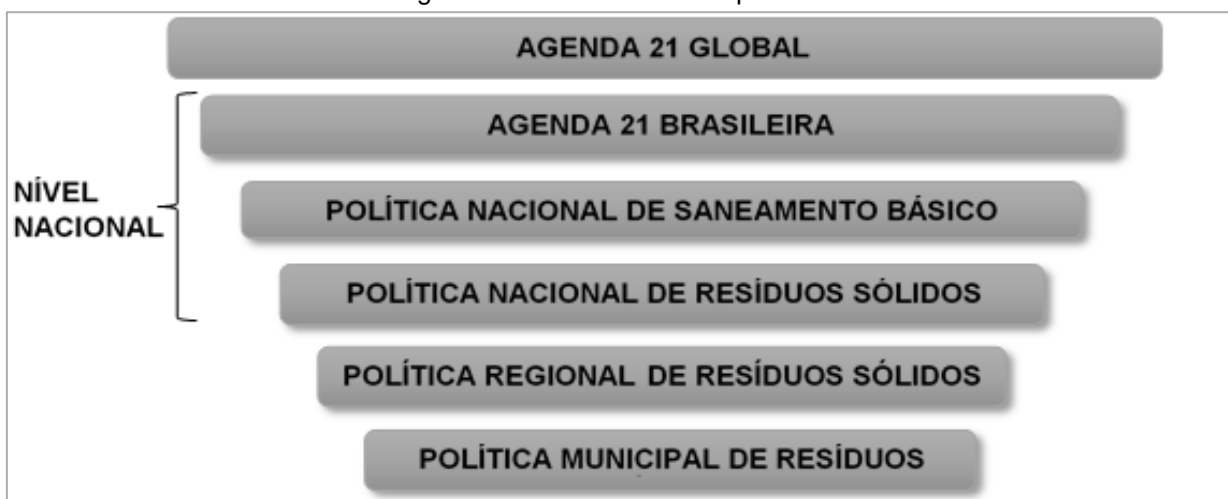 AGENDA 21 GLOBAL
AGENDA 21 BRASILEIRA
NÍVEL
NACIONAL
POLÍTICA NACIONAL DE SANEAMENTO BÁSICO
POLÍTICA NACIONAL DE RESÍDUOS SÓLIDOS
POLÍTICA REGIONAL DE RESÍDUOS SÓLIDOS
POLÍTICA MUNICIPAL DE RESÍDUOS